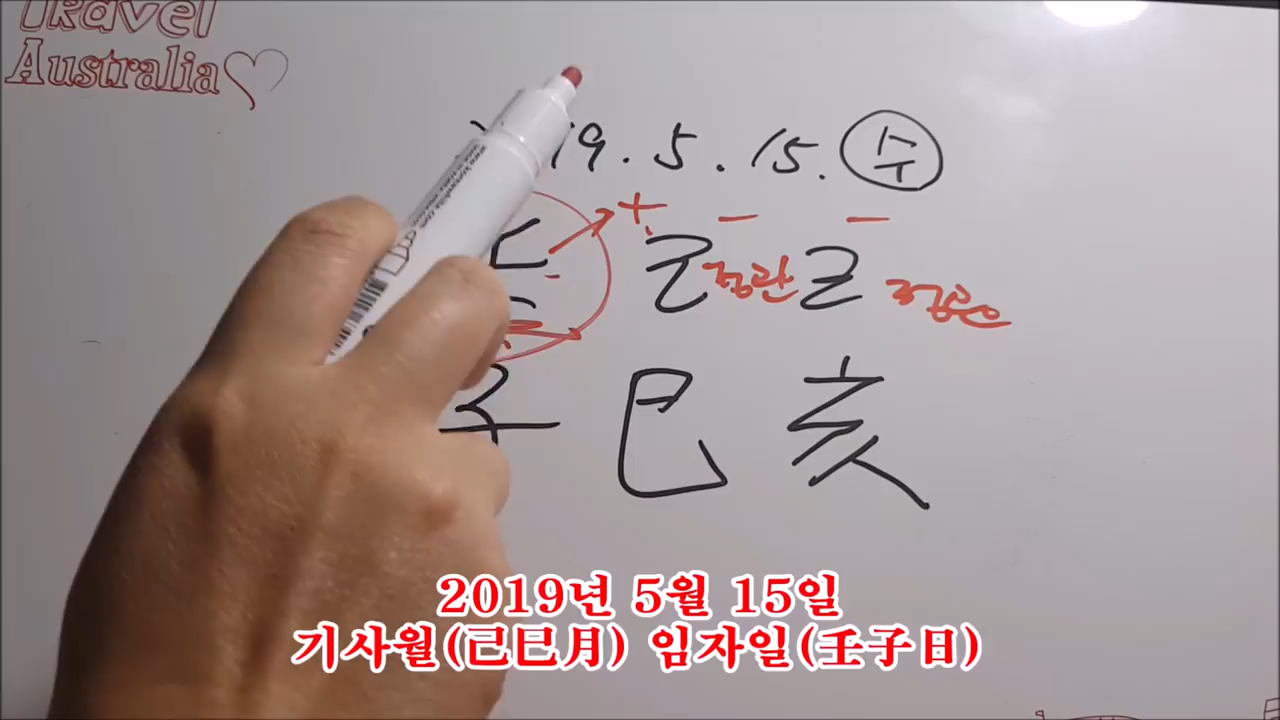 Travel
Australia
19.5.15. 수
+ - -
己 정관 己 정관
子 巳 亥
2019년 5월 15일
기사월(己巳月) 임자일(壬子日)